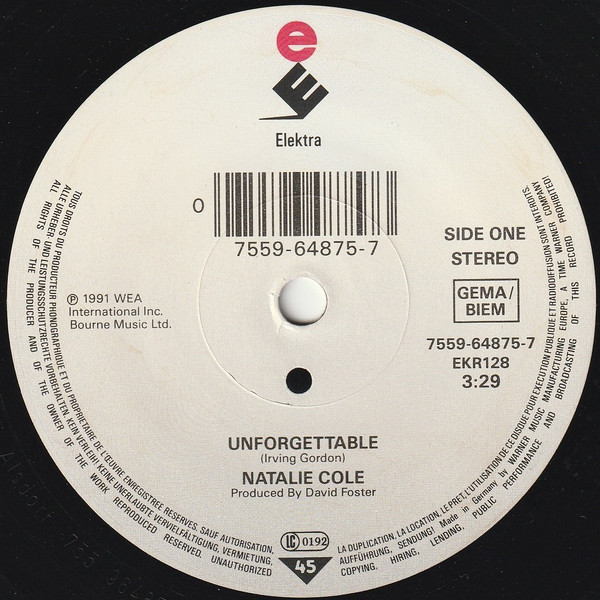 e
E
Elektra
0
7559-64875-7
SIDE ONE
STEREO
GEMA/
BIEM
7559-64875-7
EKR128
3:29
℗ 1991 WEA
International Inc.
Bourne Music Ltd.
UNFORGETTABLE
(Irving Gordon)
NATALIE COLE
Produced By David Foster
LC 0192
45
TOUS DROITS DU PRODUCTEUR PHONOGRAPHIQUE ET DU PROPRIETAIRE DE L'ŒUVRE ENREGISTREE RESERVES. SAUF AUTORISATION, LA DUPLICATION, LA LOCATION, LE PRET, L'UTILISATION DE CE DISQUE POUR EXECUTION PUBLIQUE ET RADIODIFFUSION SONT INTERDITS.
ALLE URHEBER UND LEISTUNGSSCHUTZRECHTE VORBEHALTEN. KEIN VERLEIH! KEINE UNERLAUBTE VERVIELFÄLTIGUNG, VERMIETUNG, AUFFÜHRUNG, SENDUNG! Made in Germany by WARNER MUSIC MANUFACTURING EUROPE, A TIME WARNER COMPANY
ALL RIGHTS OF THE PRODUCER AND OF THE OWNER OF THE WORK REPRODUCED RESERVED. UNAUTHORIZED COPYING, HIRING, LENDING, PUBLIC PERFORMANCE AND BROADCASTING OF THIS RECORD PROHIBITED!